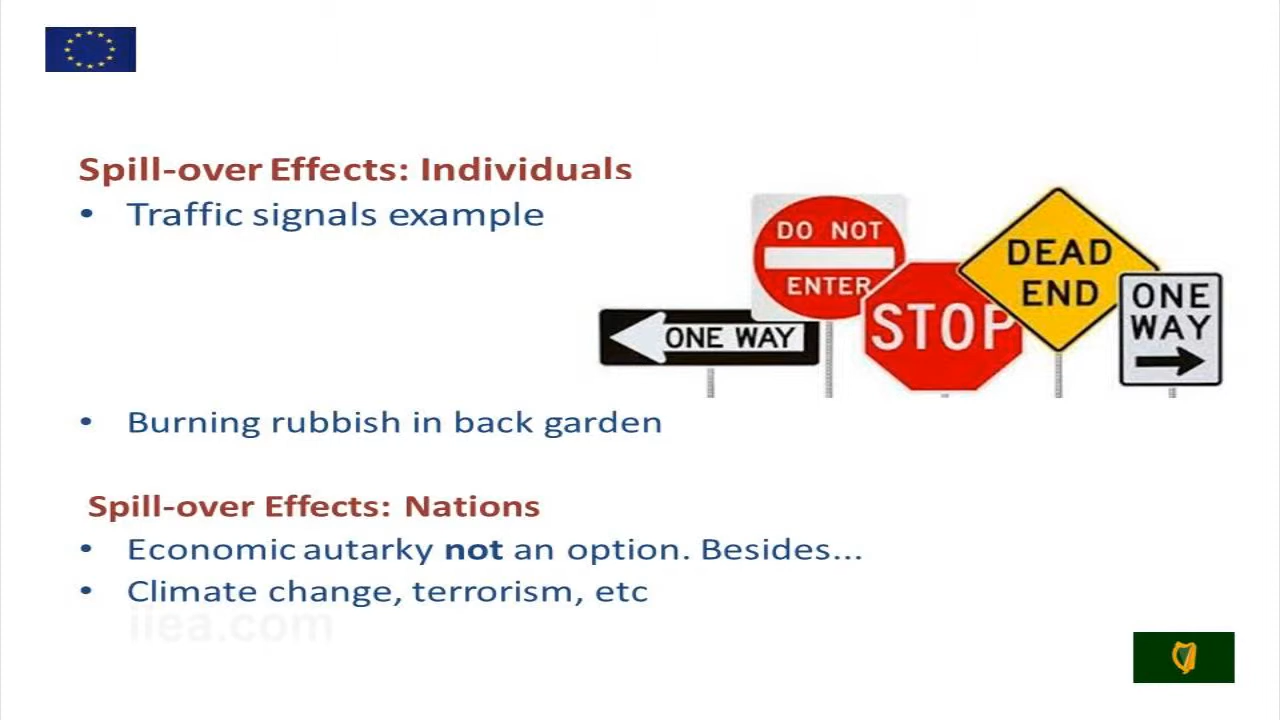 Spill-over Effects: Individuals
• Traffic signals example
DO NOT
ENTER
DEAD
END
ONE WAY
STOP
ONE
WAY
• Burning rubbish in back garden
Spill-over Effects: Nations
• Economic autarky not an option. Besides...
• Climate change, terrorism, etc
ilea.com